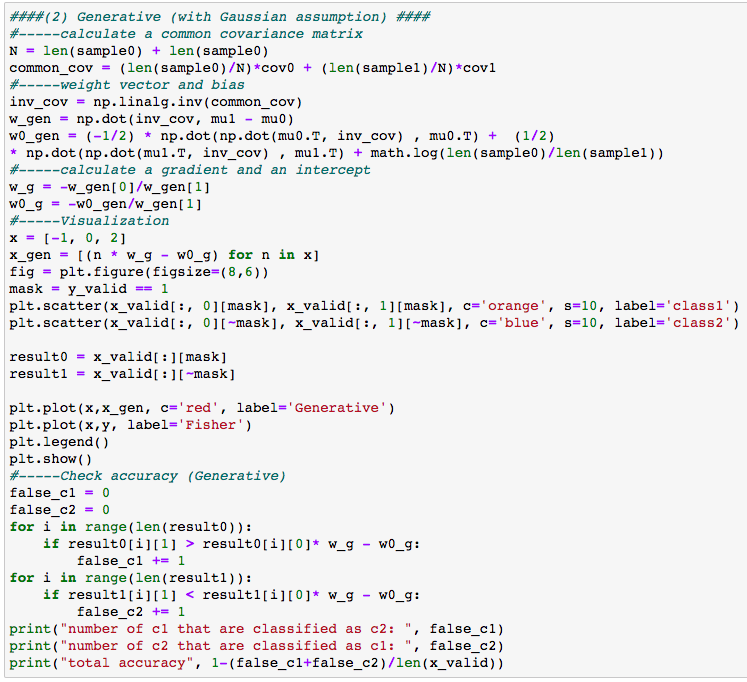 ####(2) Generative (with Gaussian assumption) ####
#-----calculate a common covariance matrix
N = len(sample0) + len(sample0)
common_cov = (len(sample0)/N)*cov0 + (len(sample1)/N)*cov1
#-----weight vector and bias
inv_cov = np.linalg.inv(common_cov)
w_gen = np.dot(inv_cov, mu1 - mu0)
w0_gen = (-1/2) * np.dot(np.dot(mu0.T, inv_cov) , mu0.T) +  (1/2)
* np.dot(np.dot(mu1.T, inv_cov) , mu1.T) + math.log(len(sample0)/len(sample1))
#-----calculate a gradient and an intercept
w_g = -w_gen[0]/w_gen[1]
w0_g = -w0_gen/w_gen[1]
#-----Visualization
x = [-1, 0, 2]
x_gen = [(n * w_g - w0_g) for n in x]
fig = plt.figure(figsize=(8,6))
mask = y_valid == 1
plt.scatter(x_valid[:, 0][mask], x_valid[:, 1][mask], c='orange', s=10, label='class1')
plt.scatter(x_valid[:, 0][~mask], x_valid[:, 1][~mask], c='blue', s=10, label='class2')

result0 = x_valid[:][mask]
result1 = x_valid[:][~mask]

plt.plot(x,x_gen, c='red', label='Generative')
plt.plot(x,y, label='Fisher')
plt.legend()
plt.show()
#-----Check accuracy (Generative)
false_c1 = 0
false_c2 = 0
for i in range(len(result0)):
    if result0[i][1] > result0[i][0]* w_g - w0_g:
        false_c1 += 1
for i in range(len(result1)):
    if result1[i][1] < result1[i][0]* w_g - w0_g:
        false_c2 += 1
print("number of c1 that are classified as c2: ", false_c1)
print("number of c2 that are classified as c1: ", false_c2)
print("total accuracy", 1-(false_c1+false_c2)/len(x_valid))